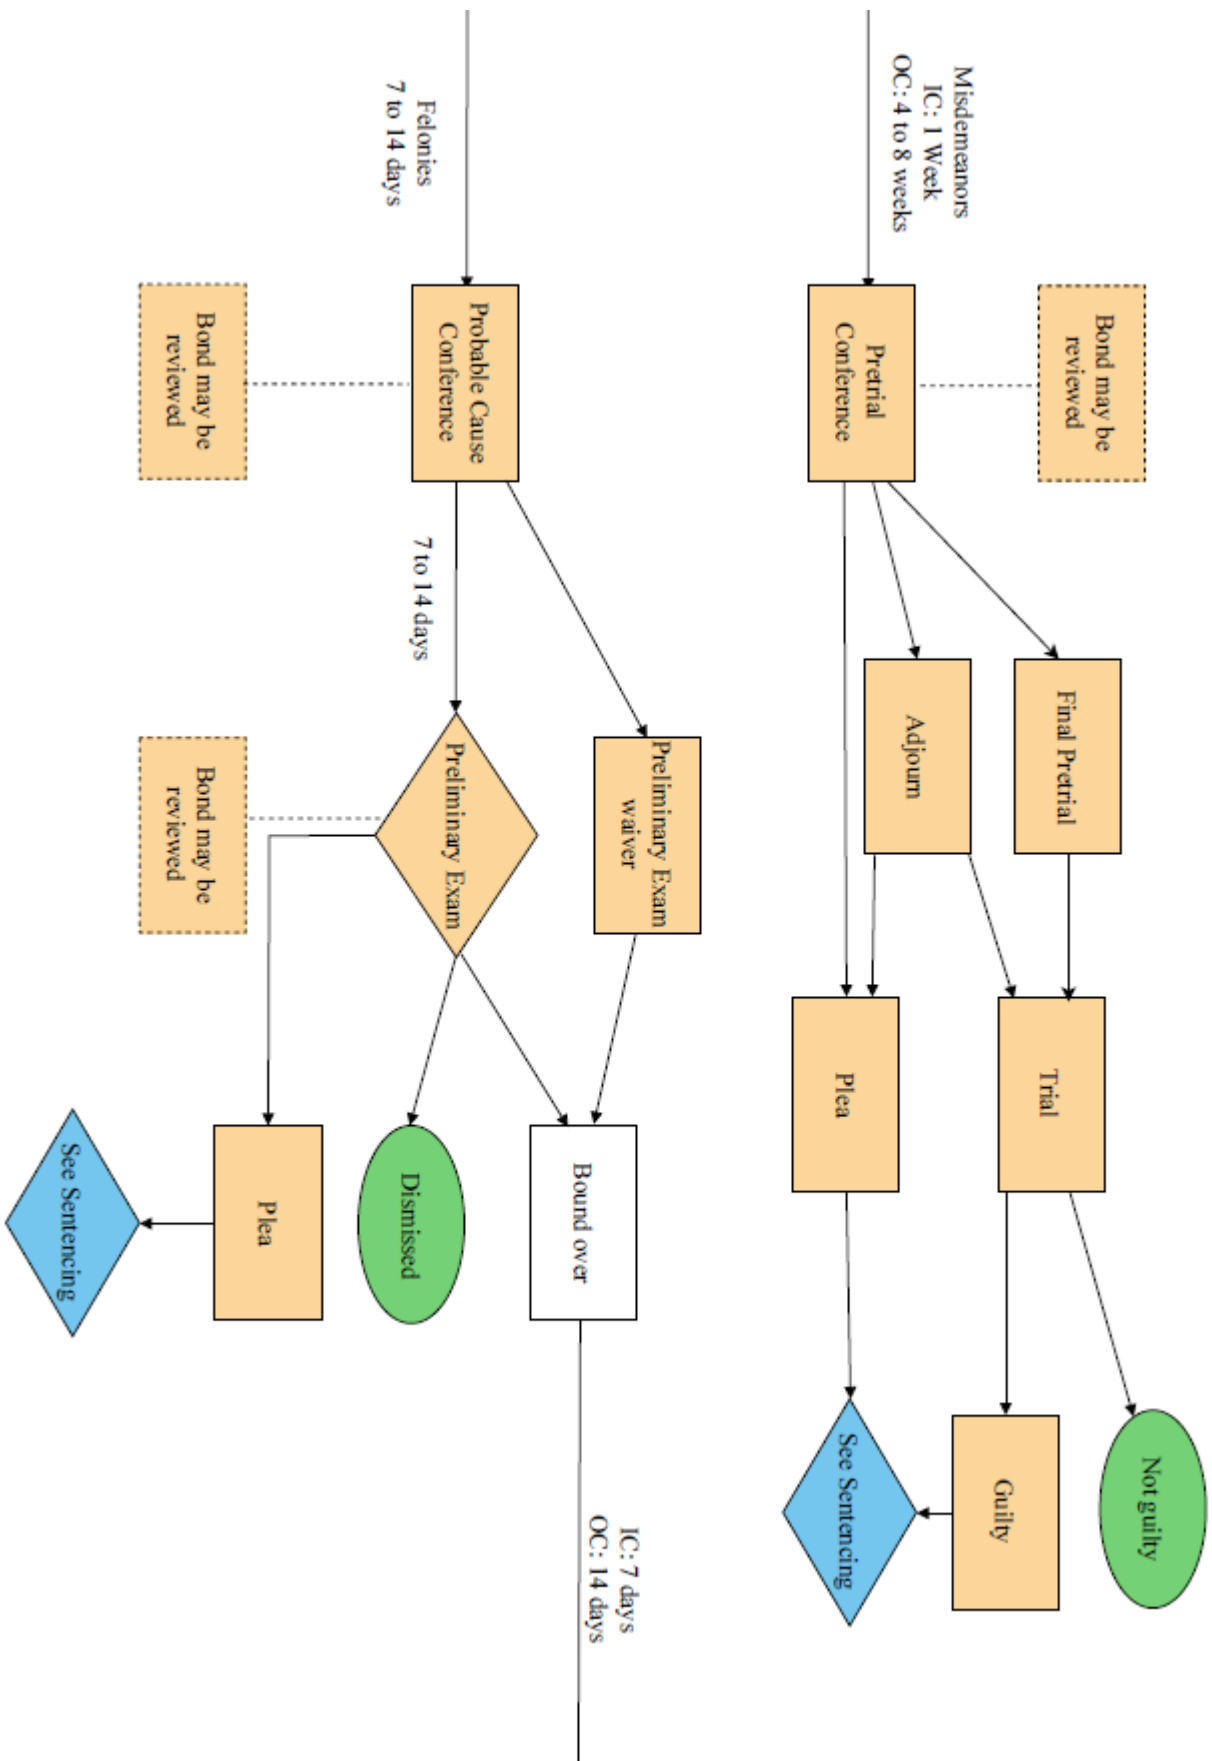 Misdemeanors
IC: 1 Week
OC: 4 to 8 weeks
Bond may be
reviewed
Pretrial
Conference
Final Pretrial
Adjourn
Trial
Plea
Not guilty
Guilty
See Sentencing
Felonies
7 to 14 days
Probable Cause
Conference
Bond may be
reviewed
7 to 14 days
Preliminary Exam
waiver
Preliminary Exam
Bond may be
reviewed
Bound over
Dismissed
Plea
See Sentencing
IC: 7 days
OC: 14 days